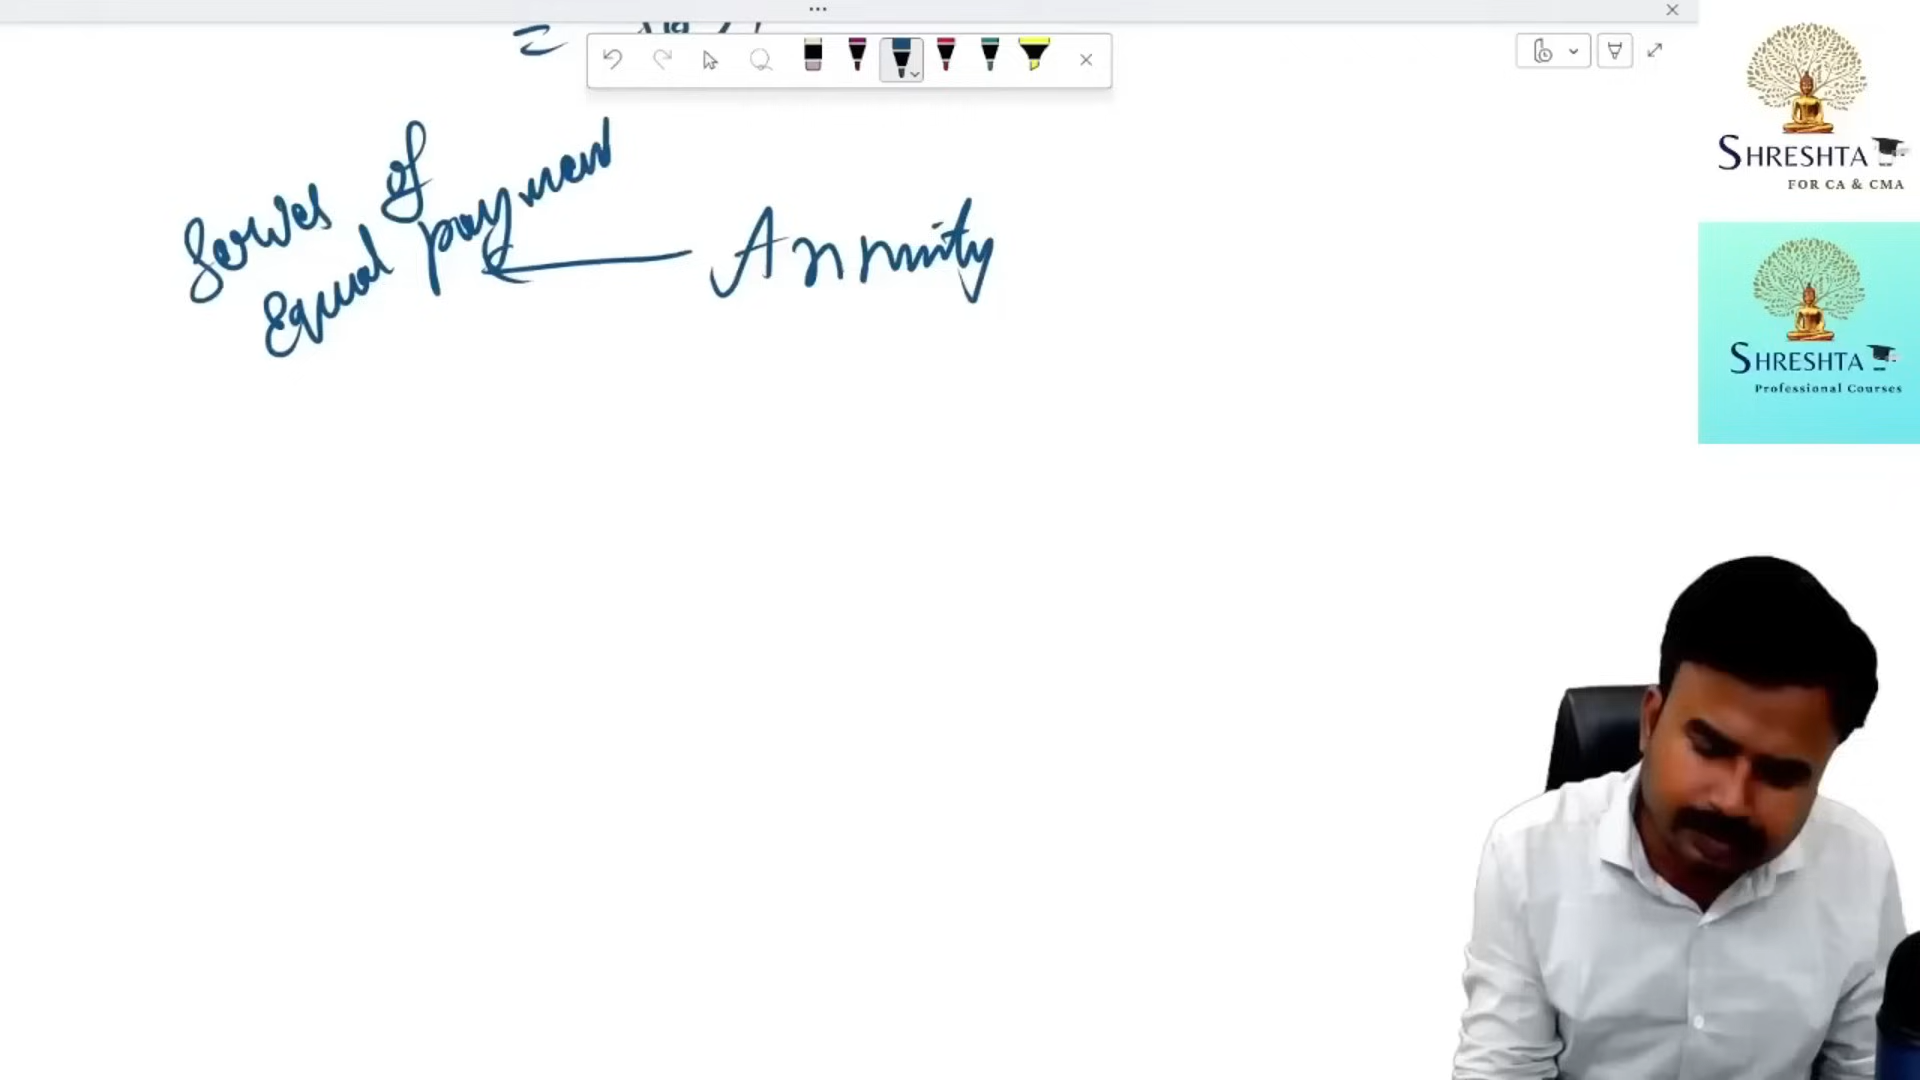 Series of
Equal payment
Annuity
SHRESHTA
FOR CA & CMA
SHRESHTA
Professional Courses